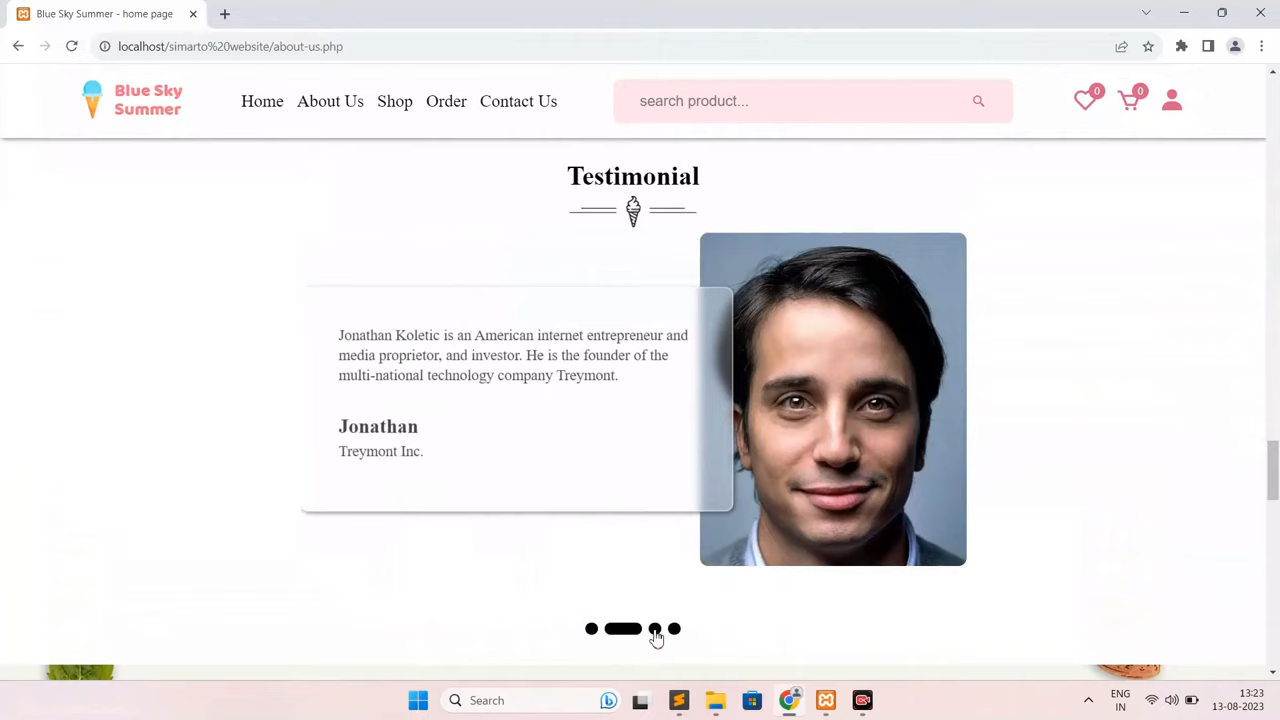 Blue Sky Summer - home page
localhost/simarto%20website/about-us.php
Blue Sky
Summer
Home About Us Shop Order Contact Us
search product...
0
0
Testimonial
Jonathan Koletic is an American internet entrepreneur and
media proprietor, and investor. He is the founder of the
multi-national technology company Treymont.
Jonathan
Treymont Inc.
Search
ENG
IN
13:23
13-08-2023